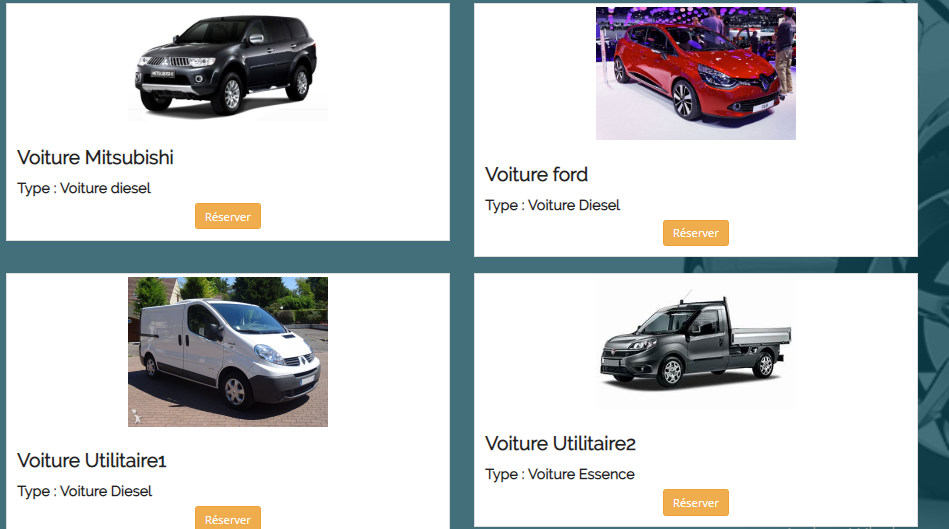 Voiture Mitsubishi
Type : Voiture diesel
Réserver
Voiture ford
Type : Voiture Diesel
Réserver
Voiture Utilitaire1
Type : Voiture Diesel
Réserver
Voiture Utilitaire2
Type : Voiture Essence
Réserver